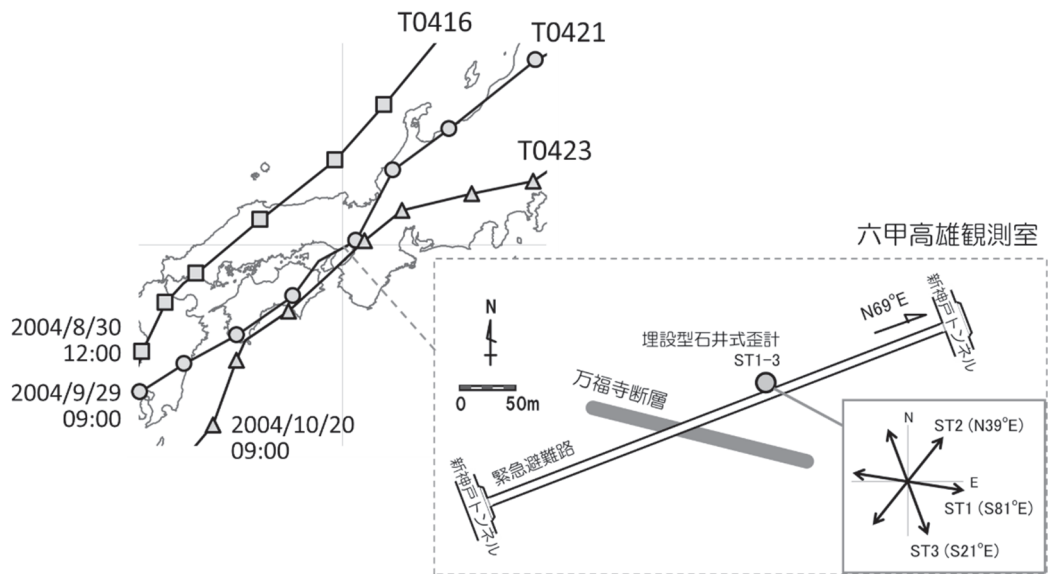 T0416
T0421
T0423
2004/8/30
12:00
2004/9/29
09:00
2004/10/20
09:00
六甲高雄観測室
N
0 50m
N69°E
新神戸トンネル
埋設型石井式歪計
ST1-3
万福寺断層
緊急避難路
新神戸トンネル
N
ST2 (N39°E)
E
ST1 (S81°E)
ST3 (S21°E)